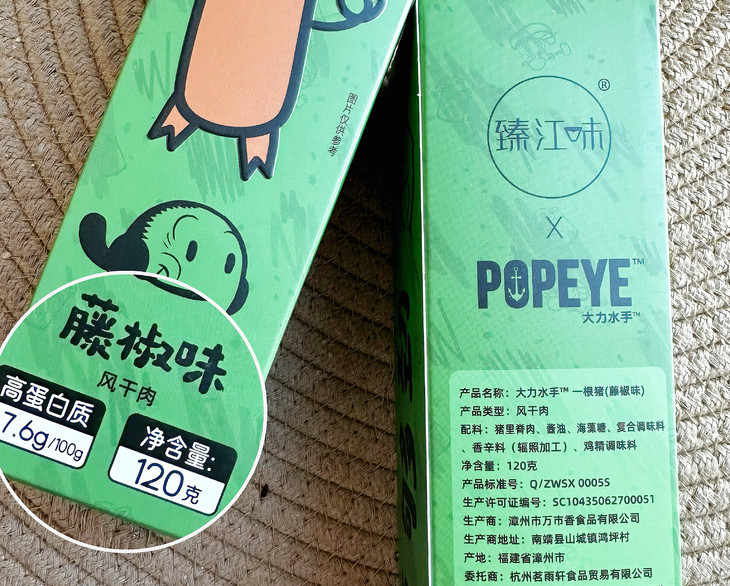 图片仅供参考
藤椒味
风干肉
高蛋白质
7.6g/100g
净含量:
120克
臻江味®
X
POPEYE™
大力水手™
产品名称：大力水手™ 一根猪(藤椒味)
产品类型：风干肉
配料：猪里脊肉、酱油、海藻糖、复合调味料
、香辛料（辐照加工）、鸡精调味料
净含量：120克
产品标准号：Q/ZWSX 0005S
生产许可证编号：SC10435062700051
生产商：漳州市万市香食品有限公司
生产商地址：南靖县山城镇鸿坪村
产地：福建省漳州市
委托商：杭州茗雨轩食品贸易有限公司